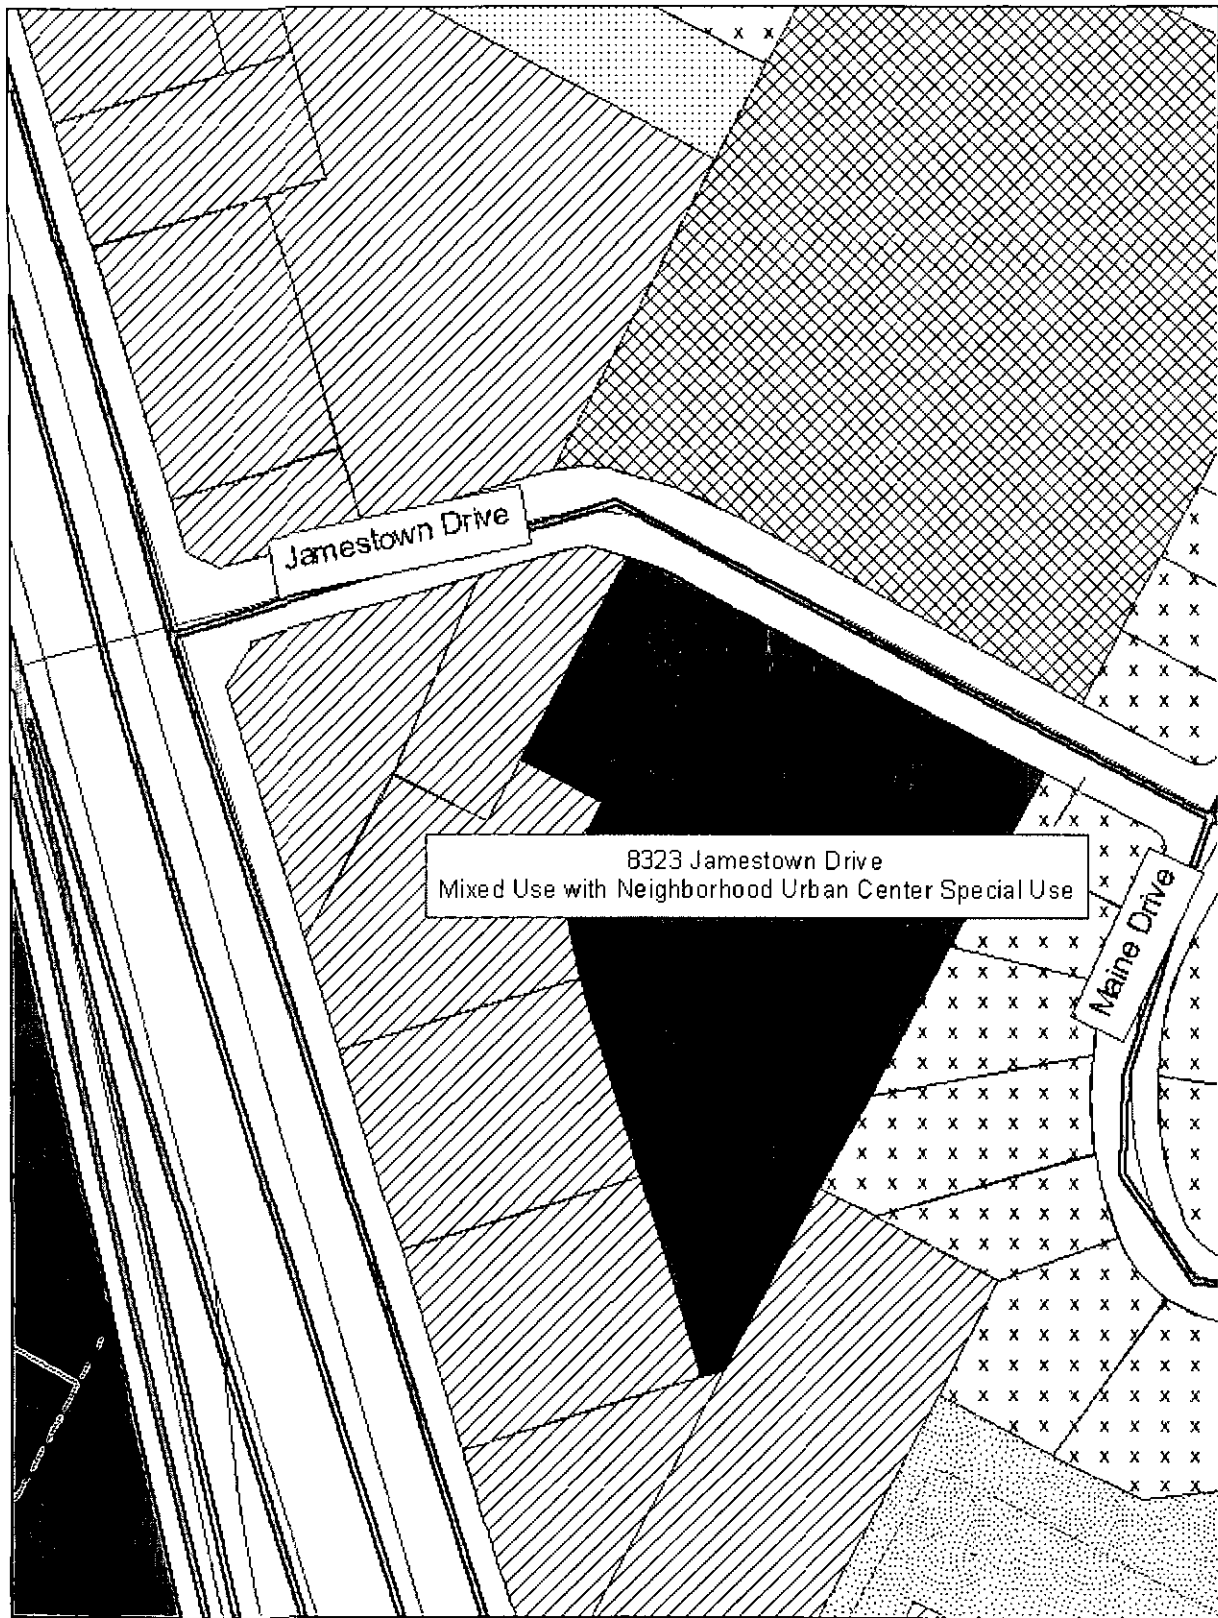 Jamestown Drive
8323 Jamestown Drive
Mixed Use with Neighborhood Urban Center Special Use
Maine Drive